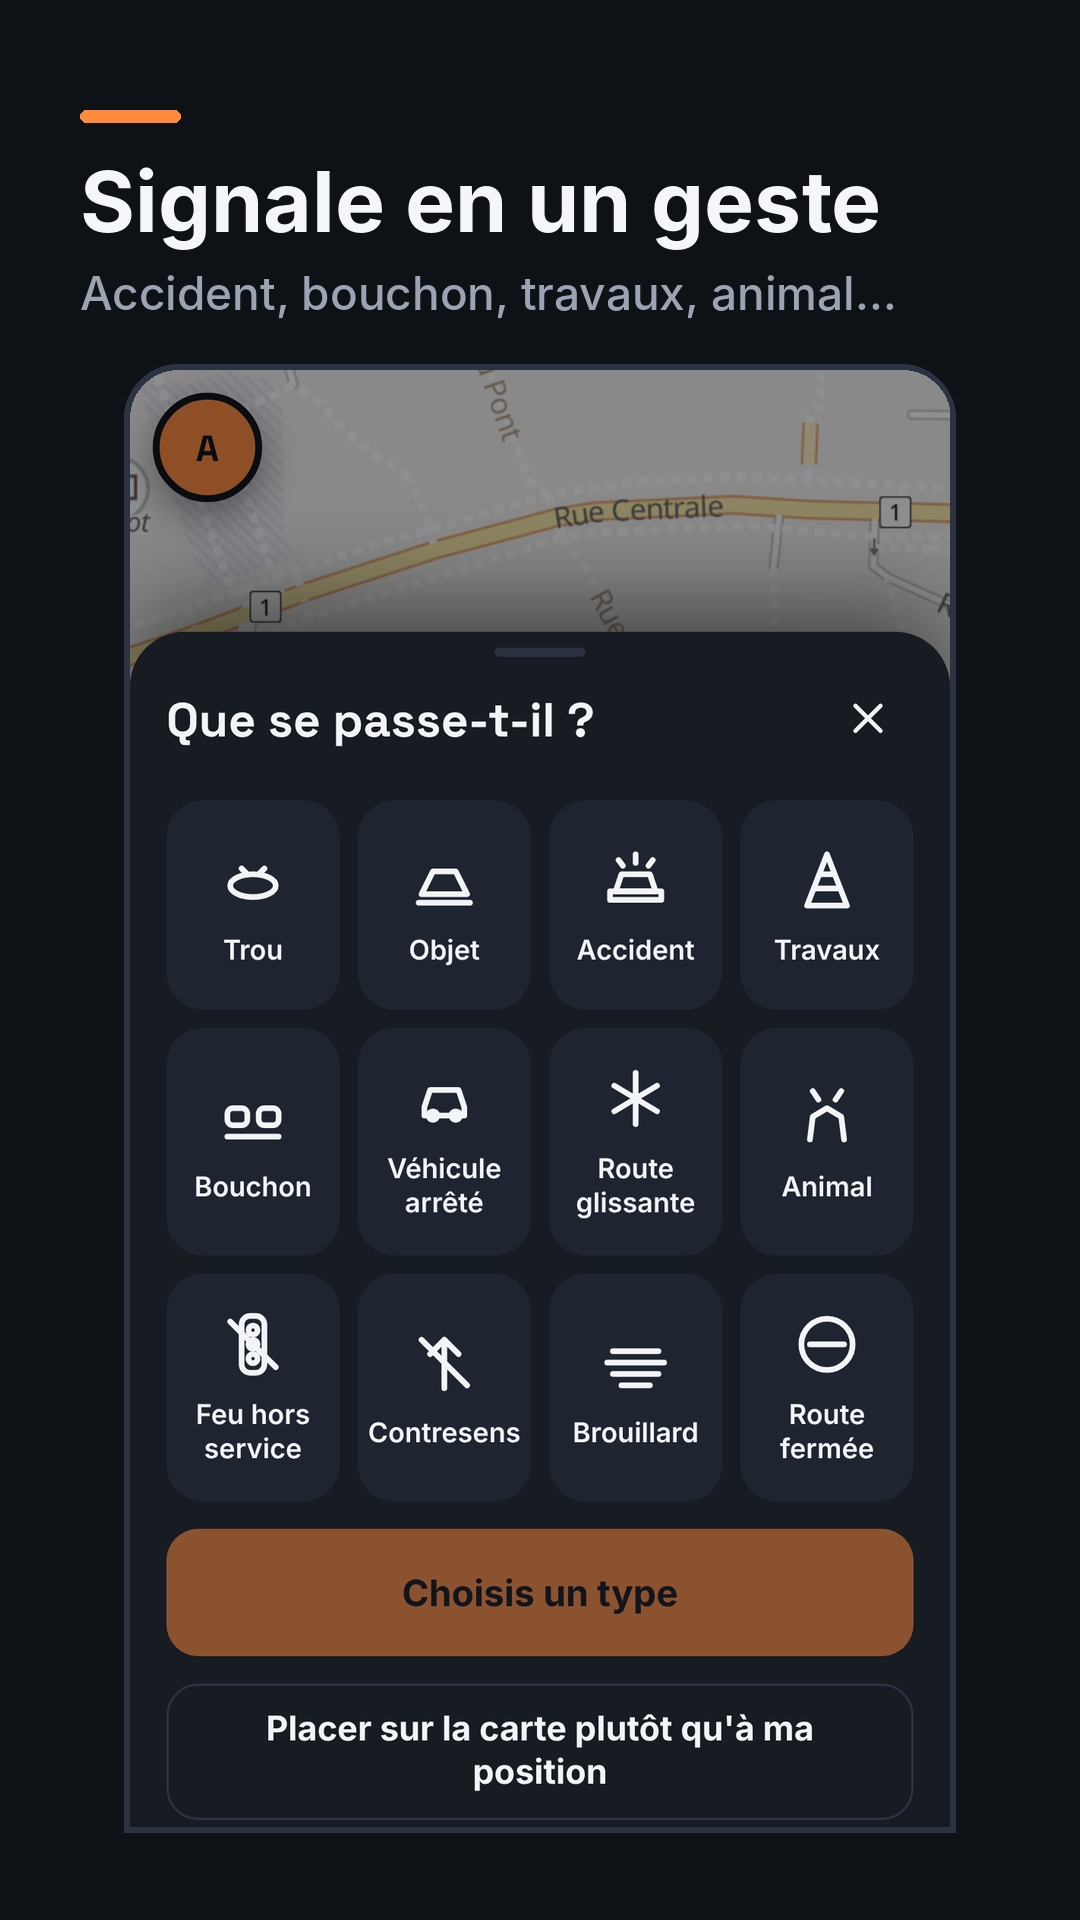 Signale en un geste
Accident, bouchon, travaux, animal...
A
Pont
Rue Centrale
1
1
Rue
Que se passe-t-il ?
Trou
Objet
Accident
Travaux
Bouchon
Véhicule
arrêté
Route
glissante
Animal
Feu hors
service
Contresens
Brouillard
Route
fermée
Choisis un type
Placer sur la carte plutôt qu'à ma
position